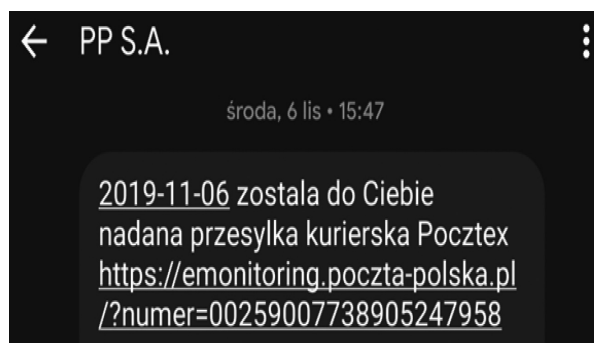 PP S.A.
środa, 6 lis • 15:47
2019-11-06 zostala do Ciebie
nadana przesylka kurierska Pocztex
https://emonitoring.poczta-polska.pl
/?numer=00259007738905247958